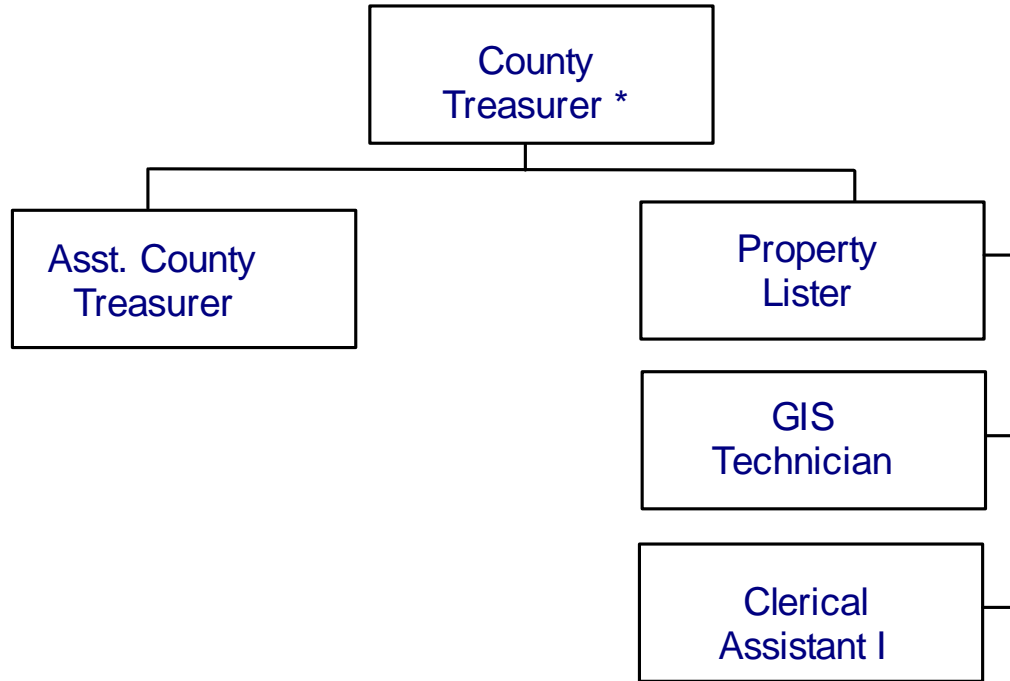 County
Treasurer *
Asst. County
Treasurer
Property
Lister
GIS
Technician
Clerical
Assistant I